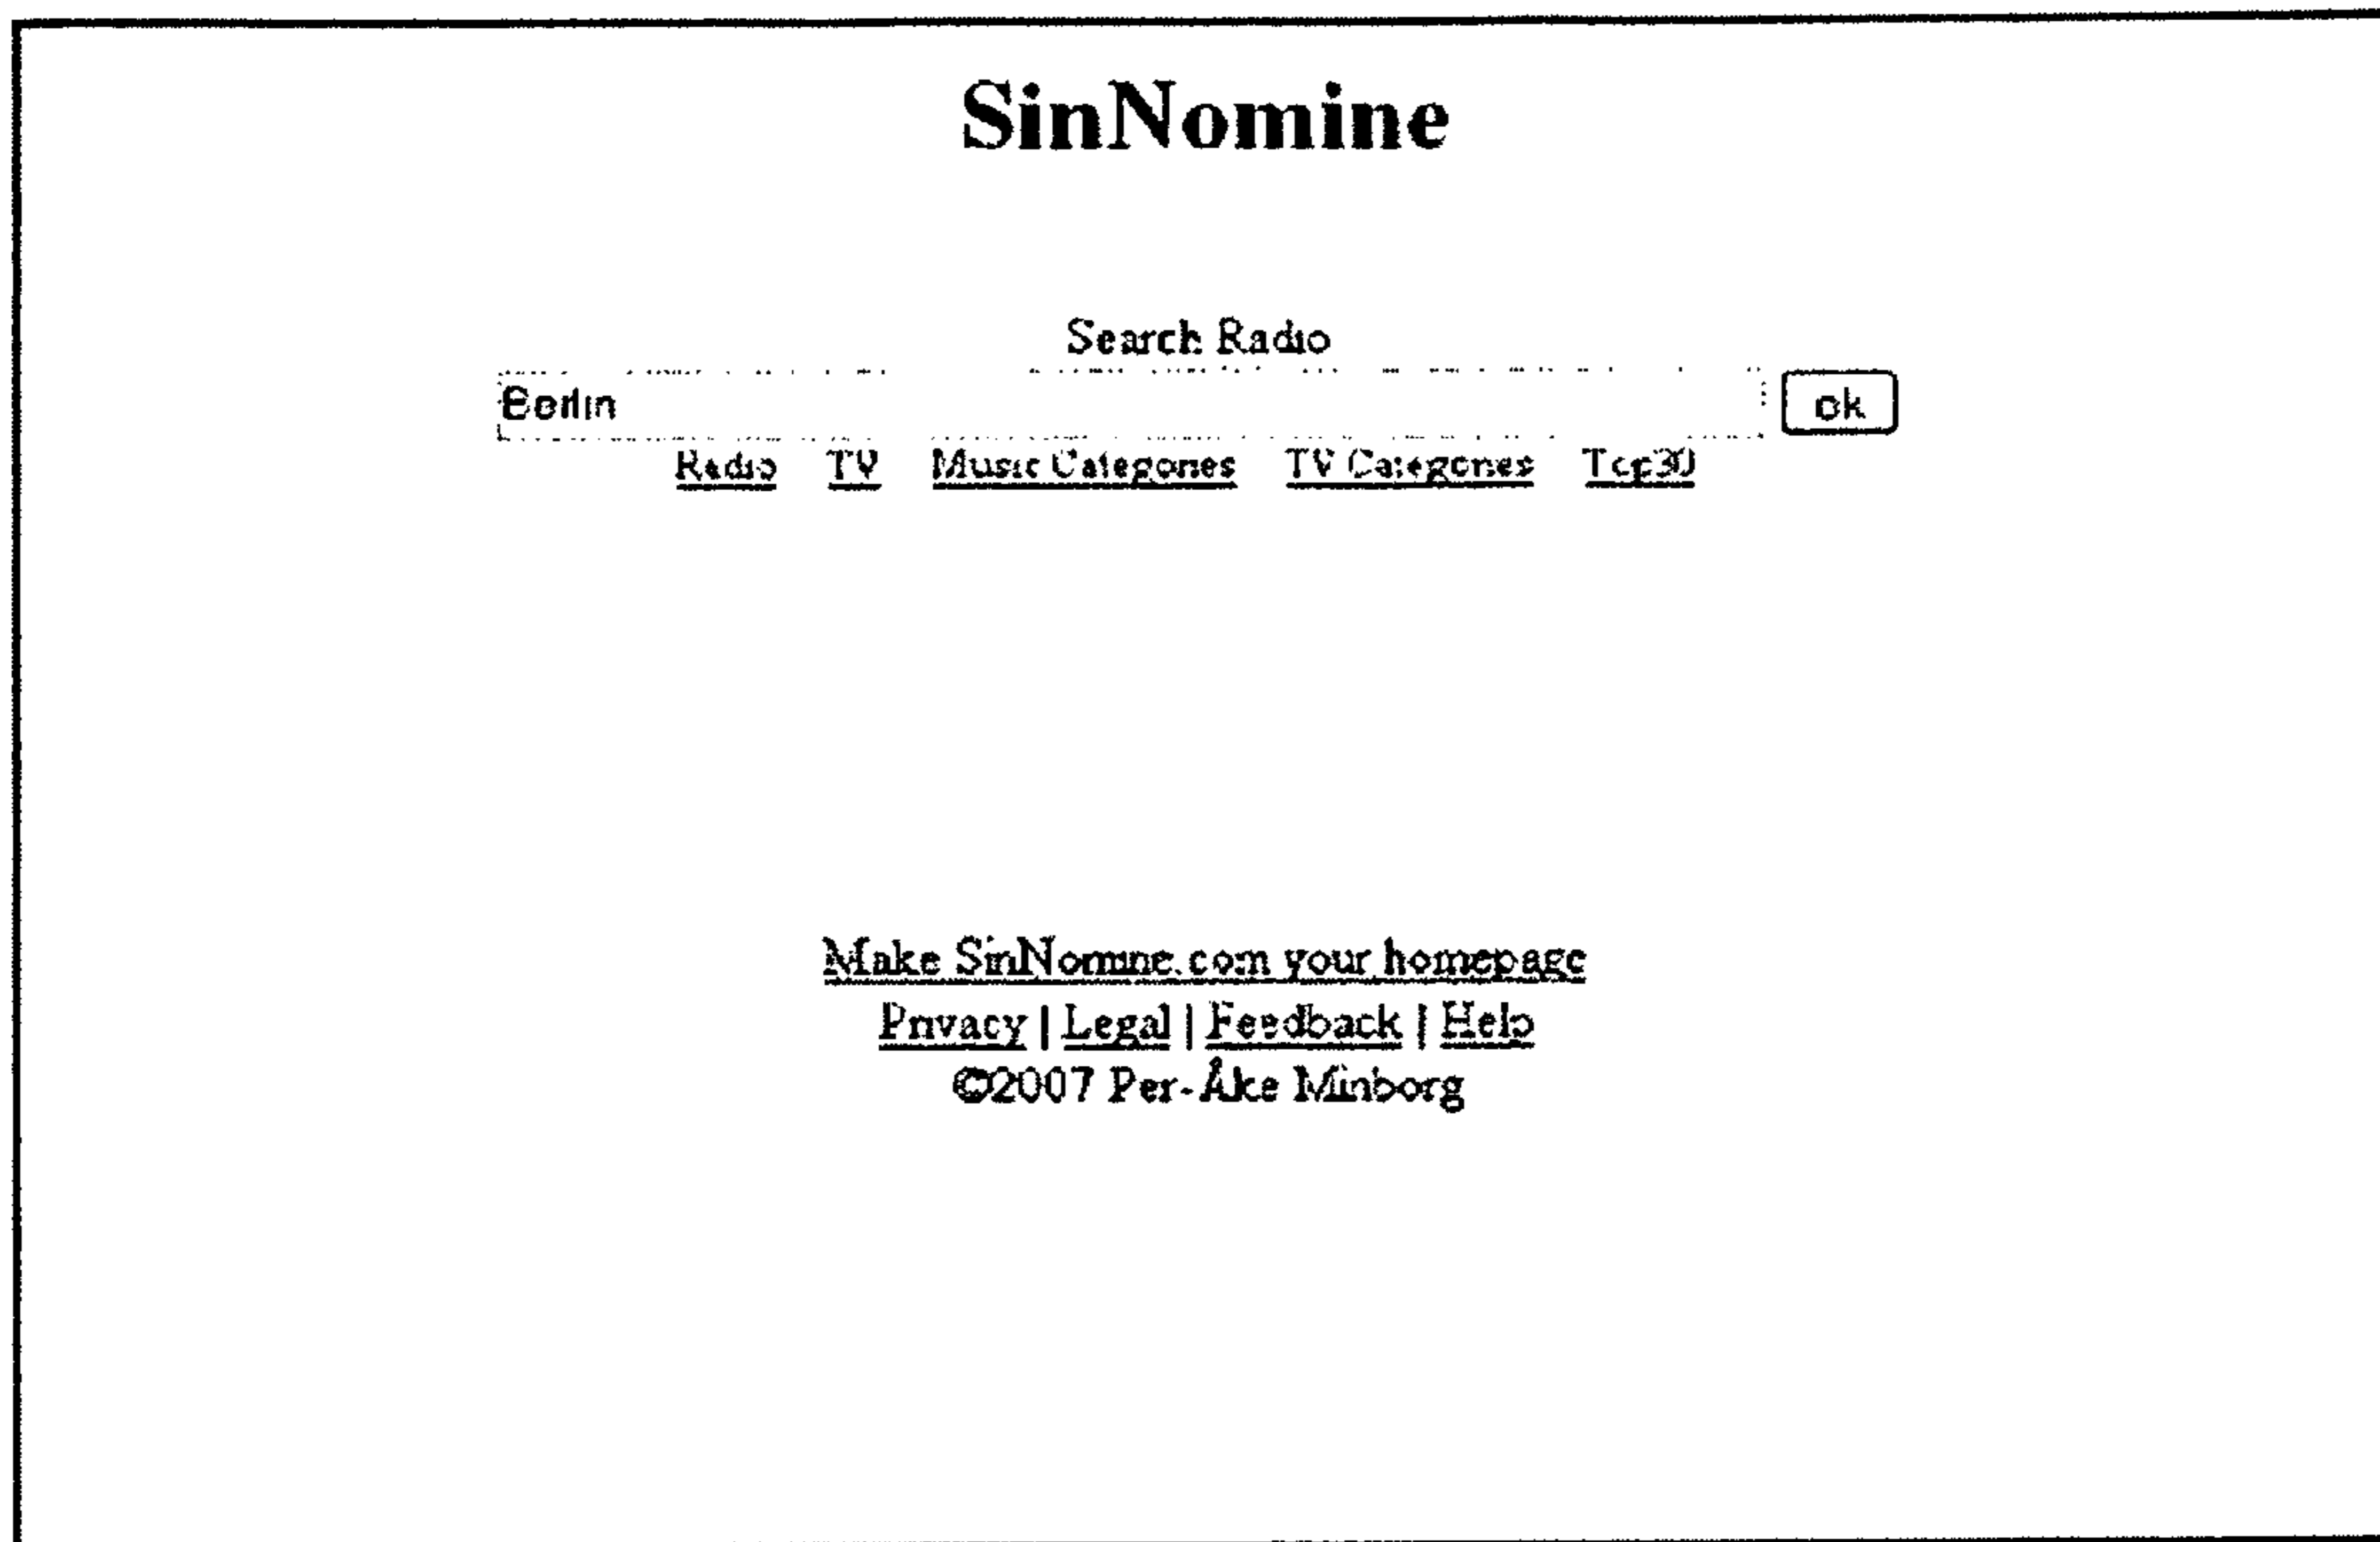 SinNomine
Search Radio
Berlin ok
Radio TV Music Categories TV Categories Top30
Make SinNomine.com your homepage
Privacy | Legal | Feedback | Help
©2007 Per-Åke Minborg